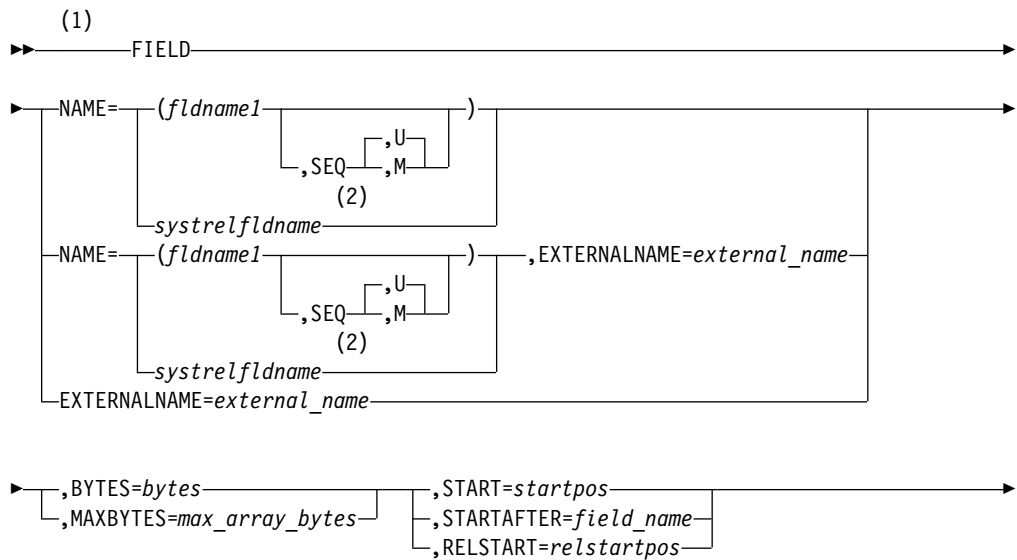 (1)
FIELD
NAME= (fldname1 )
,U
,SEQ ,M
(2)
systrelfldname
NAME= (fldname1 ) ,EXTERNALNAME=external_name
,U
,SEQ ,M
(2)
systrelfldname
EXTERNALNAME=external_name
,BYTES=bytes ,START=startpos
,MAXBYTES=max_array_bytes ,STARTAFTER=field_name
,RELSTART=relstartpos